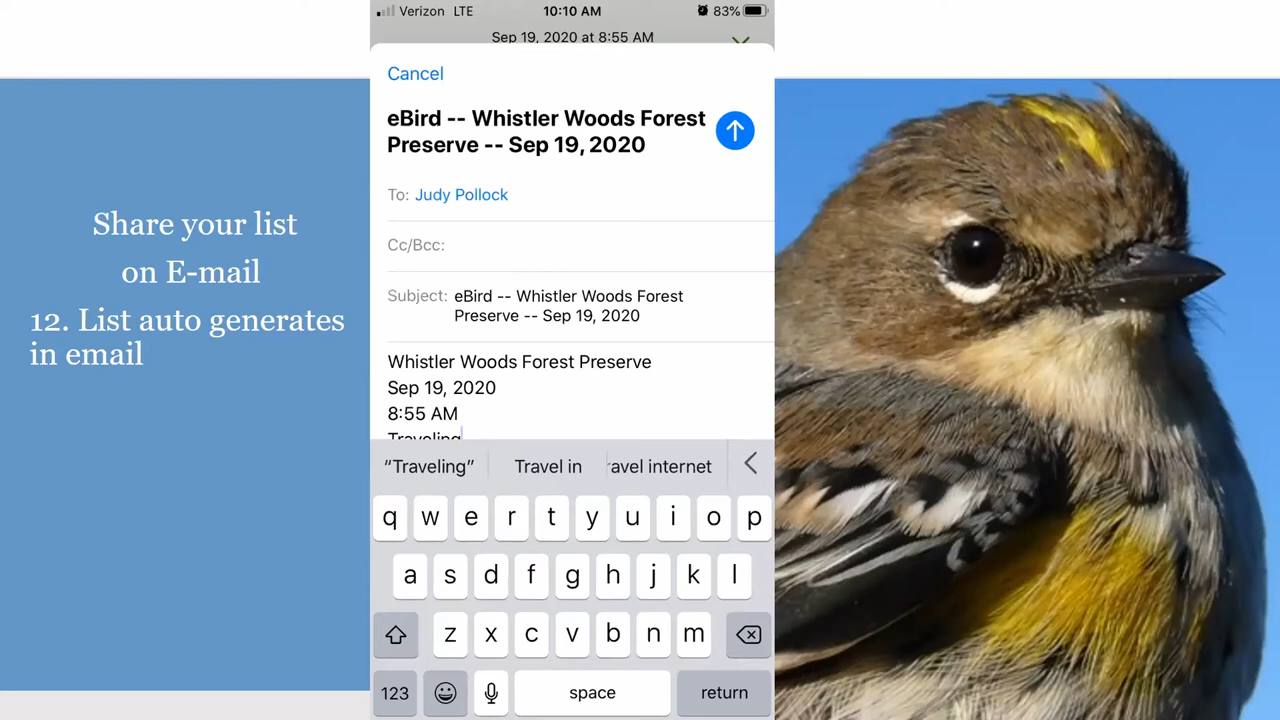 Verizon LTE 10:10 AM 83%
Sep 19, 2020 at 8:55 AM
Cancel
eBird -- Whistler Woods Forest
Preserve -- Sep 19, 2020
To: Judy Pollock
Cc/Bcc:
Subject: eBird -- Whistler Woods Forest
Preserve -- Sep 19, 2020
Whistler Woods Forest Preserve
Sep 19, 2020
8:55 AM
Traveling
“Traveling” Travel in avel internet
q w e r t y u i o p
a s d f g h j k l
z x c v b n m
123 space return
Share your list
on E-mail
12. List auto generates
in email